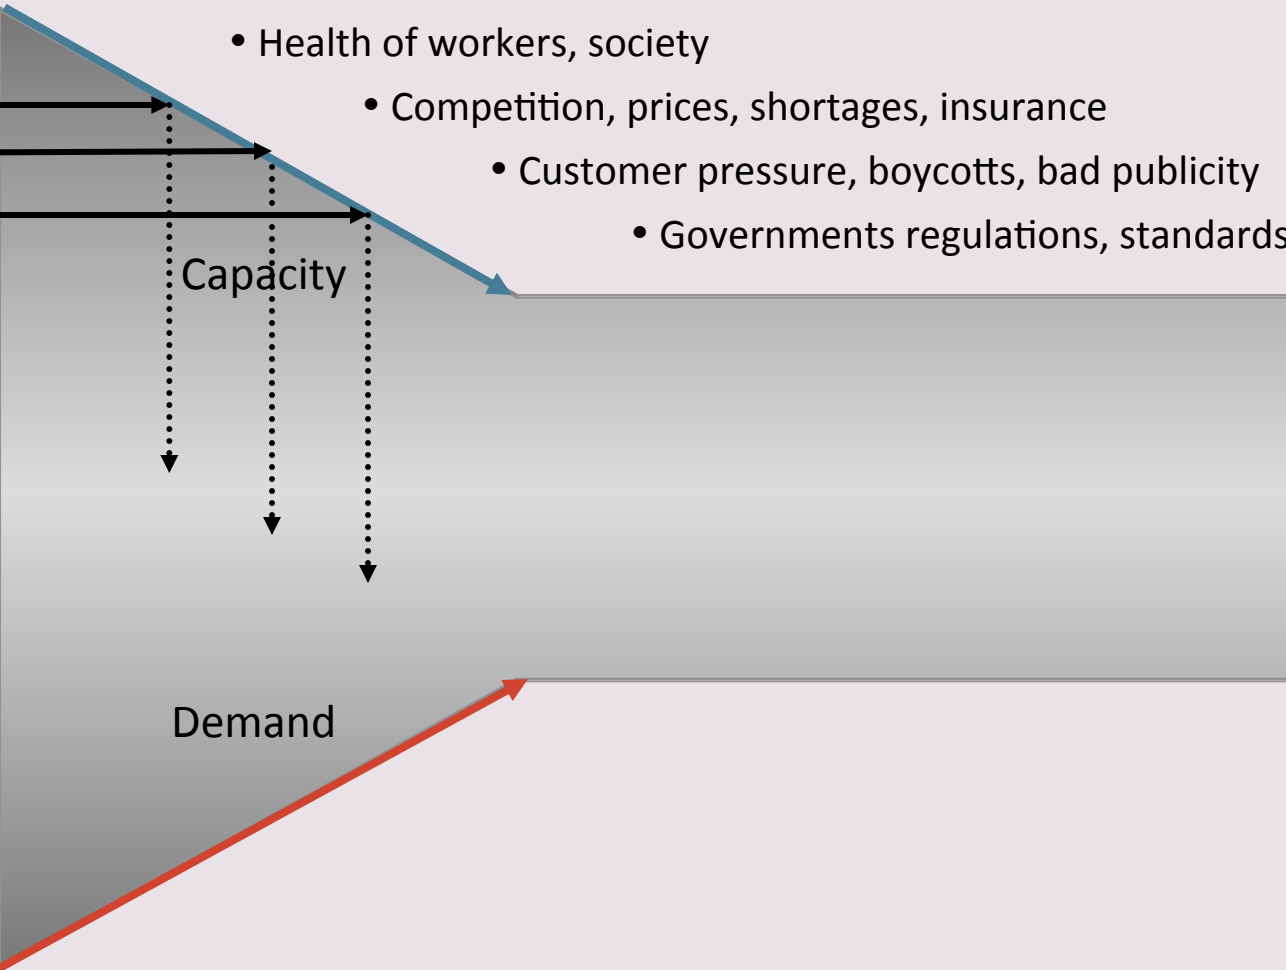 • Health of workers, society
• Competition, prices, shortages, insurance
• Customer pressure, boycotts, bad publicity
• Governments regulations, standards
Capacity
Demand